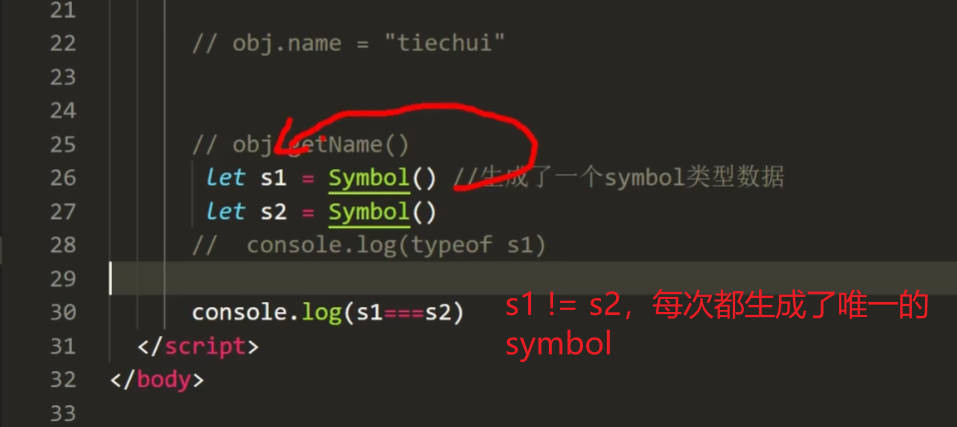 21
22 // obj.name = "tiechui"
23
24
25 // obj.getName()
26 let s1 = Symbol() //生成了一个symbol类型数据
27 let s2 = Symbol()
28 // console.log(typeof s1)
29
30 console.log(s1===s2) s1 != s2，每次都生成了唯一的
symbol
31 </script>
32 </body>
33